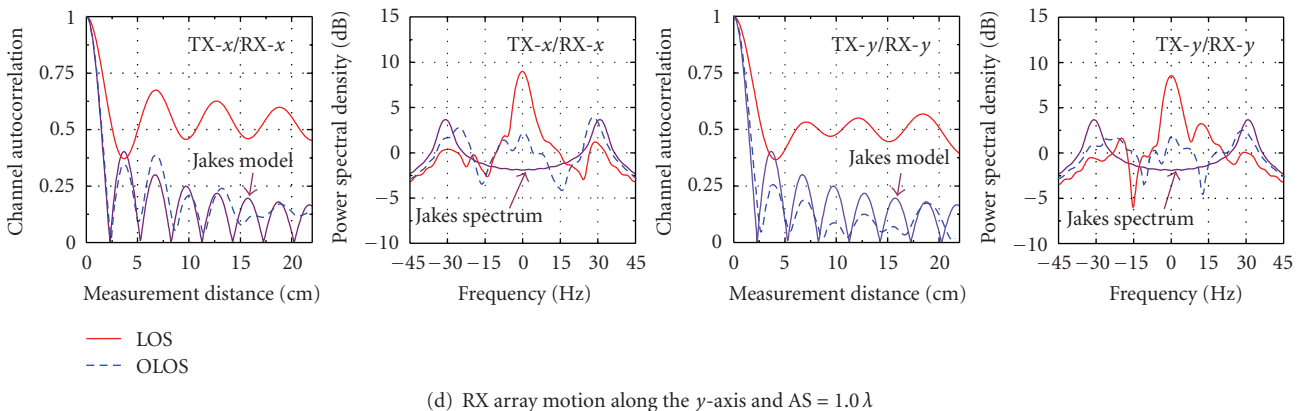 Channel autocorrelation
1
0.75
0.5
0.25
0
TX-x/RX-x
Jakes model
0 5 10 15 20
Measurement distance (cm)
Power spectral density (dB)
15
10
5
0
−5
−10
TX-x/RX-x
Jakes spectrum
−45 −30 −15 0 15 30 45
Frequency (Hz)
Channel autocorrelation
1
0.75
0.5
0.25
0
TX-y/RX-y
Jakes model
0 5 10 15 20
Measurement distance (cm)
Power spectral density (dB)
15
10
5
0
−5
−10
TX-y/RX-y
Jakes spectrum
−45 −30 −15 0 15 30 45
Frequency (Hz)
LOS
OLOS
(d) RX array motion along the y-axis and AS = 1.0 λ